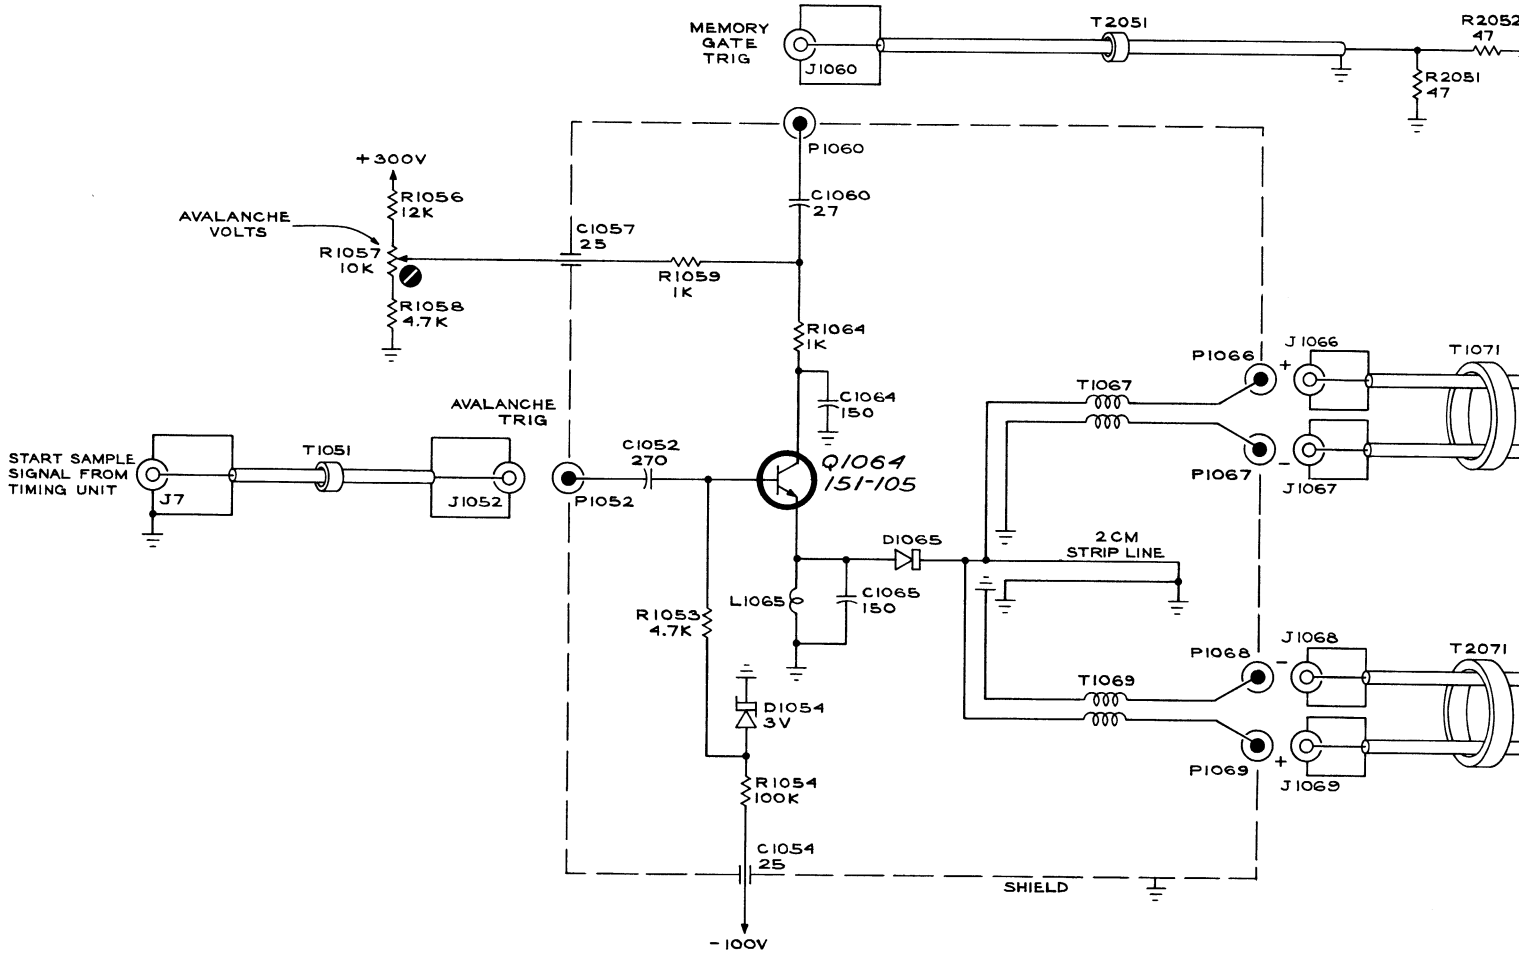 MEMORY
GATE
TRIG
J1060
T2051
R2052
47
R2051
47
P1060
+300V
R1056
12K
AVALANCHE
VOLTS
R1057
10K
R1058
4.7K
C1057
25
R1059
1K
C1060
27
R1064
1K
C1064
150
AVALANCHE
TRIG
START SAMPLE
SIGNAL FROM
TIMING UNIT
J7
T1051
J1052
P1052
C1052
270
Q1064
151-105
P1066
+
J1066
T1071
T1067
P1067
-
J1067
D1065
2CM
STRIP LINE
L1065
C1065
150
R1053
4.7K
D1054
3V
R1054
100K
C1054
25
-100V
P1068
-
J1068
T2071
T1069
P1069
+
J1069
SHIELD